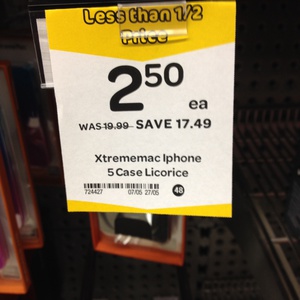 Less than 1/2
Price
2.50 ea
WAS 19.99 SAVE 17.49
Xtrememac Iphone
5 Case Licorice
724427 07/05 27/05 48